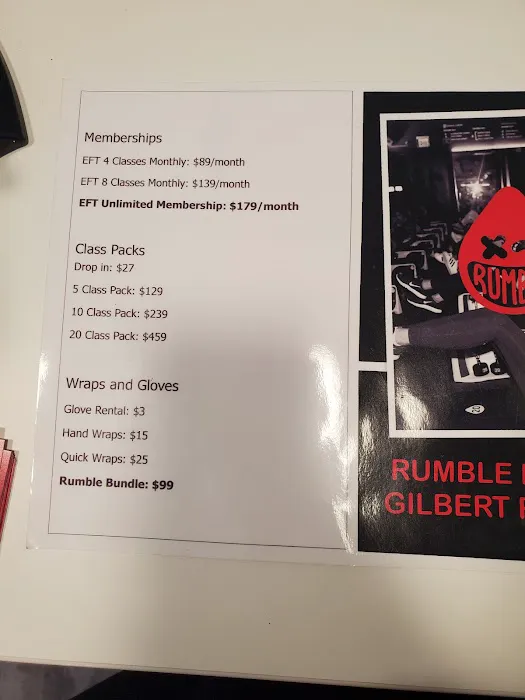 Memberships
EFT 4 Classes Monthly: $89/month
EFT 8 Classes Monthly: $139/month
EFT Unlimited Membership: $179/month
Class Packs
Drop in: $27
5 Class Pack: $129
10 Class Pack: $239
20 Class Pack: $459
Wraps and Gloves
Glove Rental: $3
Hand Wraps: $15
Quick Wraps: $25
Rumble Bundle: $99
RUMBLE
GILBERT